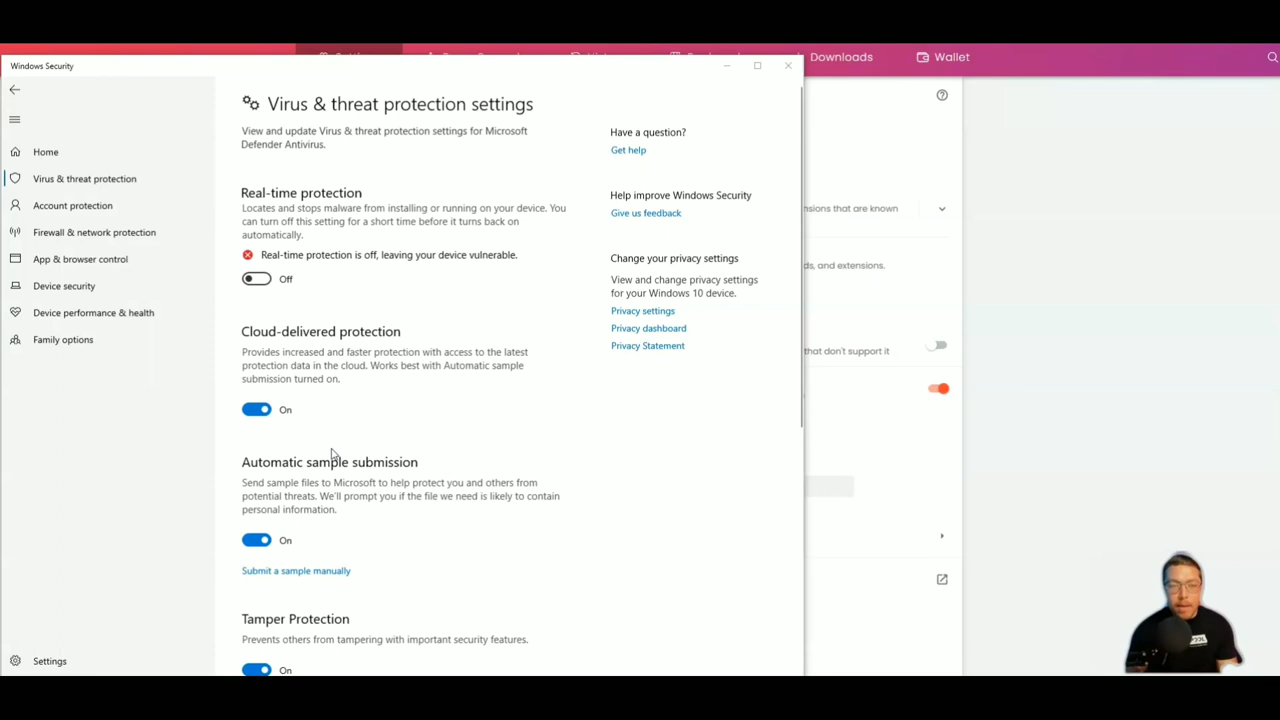 Downloads
Wallet
Windows Security
Virus & threat protection settings
View and update Virus & threat protection settings for Microsoft
Defender Antivirus.
Home
Virus & threat protection
Account protection
Firewall & network protection
App & browser control
Device security
Device performance & health
Family options
Settings
Real-time protection
Locates and stops malware from installing or running on your device. You
can turn off this setting for a short time before it turns back on
automatically.
Real-time protection is off, leaving your device vulnerable.
Off
Cloud-delivered protection
Provides increased and faster protection with access to the latest
protection data in the cloud. Works best with Automatic sample
submission turned on.
On
Automatic sample submission
Send sample files to Microsoft to help protect you and others from
potential threats. We'll prompt you if the file we need is likely to contain
personal information.
On
Submit a sample manually
Tamper Protection
Prevents others from tampering with important security features.
On
Have a question?
Get help
Help improve Windows Security
Give us feedback
Change your privacy settings
View and change privacy settings
for your Windows 10 device.
Privacy settings
Privacy dashboard
Privacy Statement
nsions that are known
ds, and extensions.
that don't support it